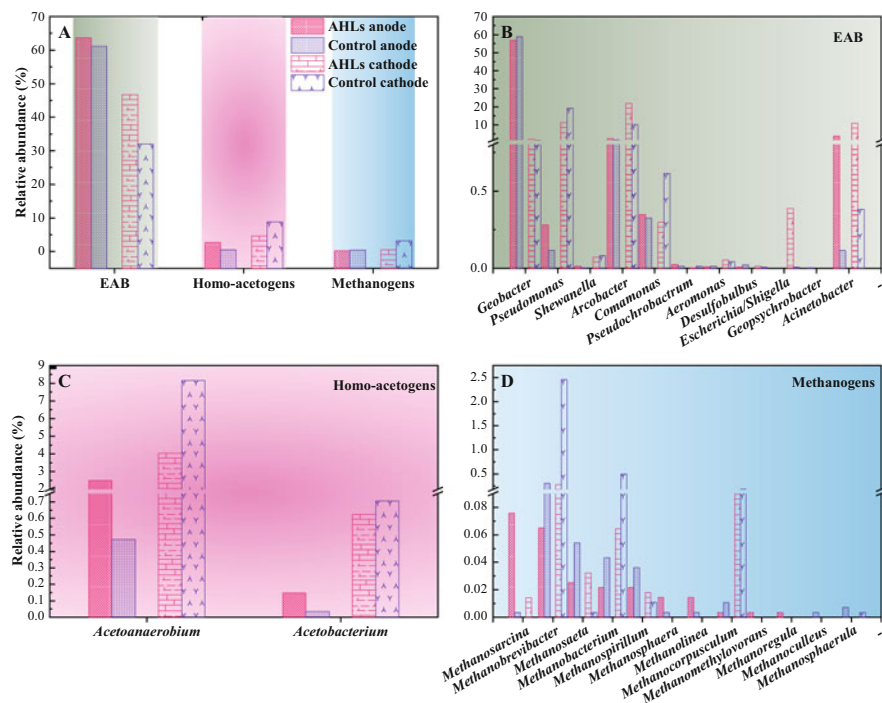 A
AHLs anode
Control anode
AHLs cathode
Control cathode
Relative abundance (%)
70
60
50
40
30
20
10
0
EAB
Homo-acetogens
Methanogens
B
EAB
70
60
50
40
30
20
10
0.5
0.0
Geobacter
Pseudomonas
Shewanella
Arcobacter
Comamonas
Pseudochrobactrum
Aeromonas
Desulfobulbus
Escherichia/Shigella
Geopsychrobacter
Acinetobacter
-
C
Homo-acetogens
Relative abundance (%)
9
8
7
6
5
4
3
2
0.7
0.6
0.5
0.4
0.3
0.2
0.1
0.0
Acetoanaerobium
Acetobacterium
D
Methanogens
2.5
2.0
1.5
1.0
0.5
0.08
0.06
0.04
0.02
0.00
Methanosarcina
Methanobrevibacter
Methanosaeta
Methanobacterium
Methanospirillum
Methanosphaera
Methanolinea
Methanocorpusculum
Methanomethylovorans
Methanoregula
Methanoculleus
Methanosphaerula
-